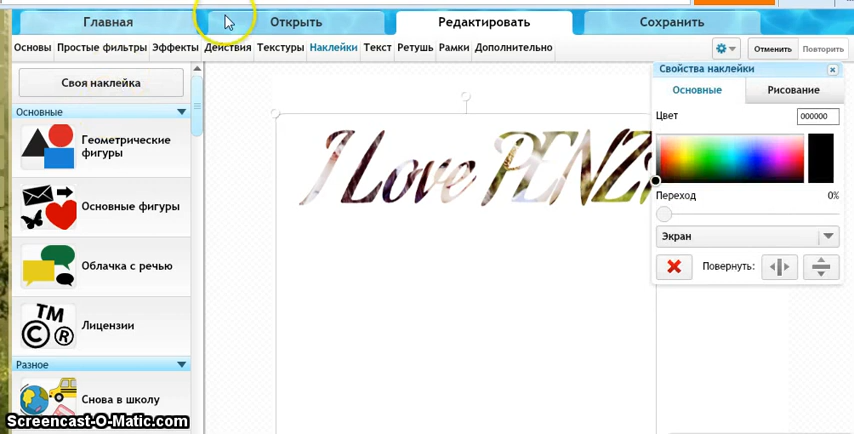 Главная Открыть Редактировать Сохранить
Основы Простые фильтры Эффекты Действия Текстуры Наклейки Текст Ретушь Рамки Дополнительно
Отменить Повторить
Своя наклейка
Основные
Геометрические
фигуры
Основные фигуры
Облачка с речью
TM
© ®
Лицензии
Разное
Снова в школу
I Love PENZ
Свойства наклейки
Основные Рисование
Цвет 000000
Переход 0%
Экран
Повернуть:
Screencast-O-Matic.com